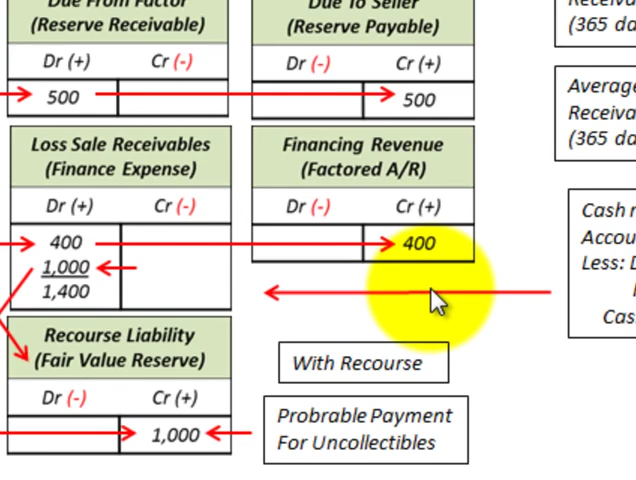 Due From Factor
(Reserve Receivable)
Dr (+) Cr (-)
500
Due To Seller
(Reserve Payable)
Dr (-) Cr (+)
500
Loss Sale Receivables
(Finance Expense)
Dr (+) Cr (-)
400
1,000
1,400
Financing Revenue
(Factored A/R)
Dr (-) Cr (+)
400
Recourse Liability
(Fair Value Reserve)
Dr (-) Cr (+)
1,000
With Recourse
Probrable Payment
For Uncollectibles
(365 da
Average
Receiva
(365 da
Cash r
Accou
Less: D
Cas